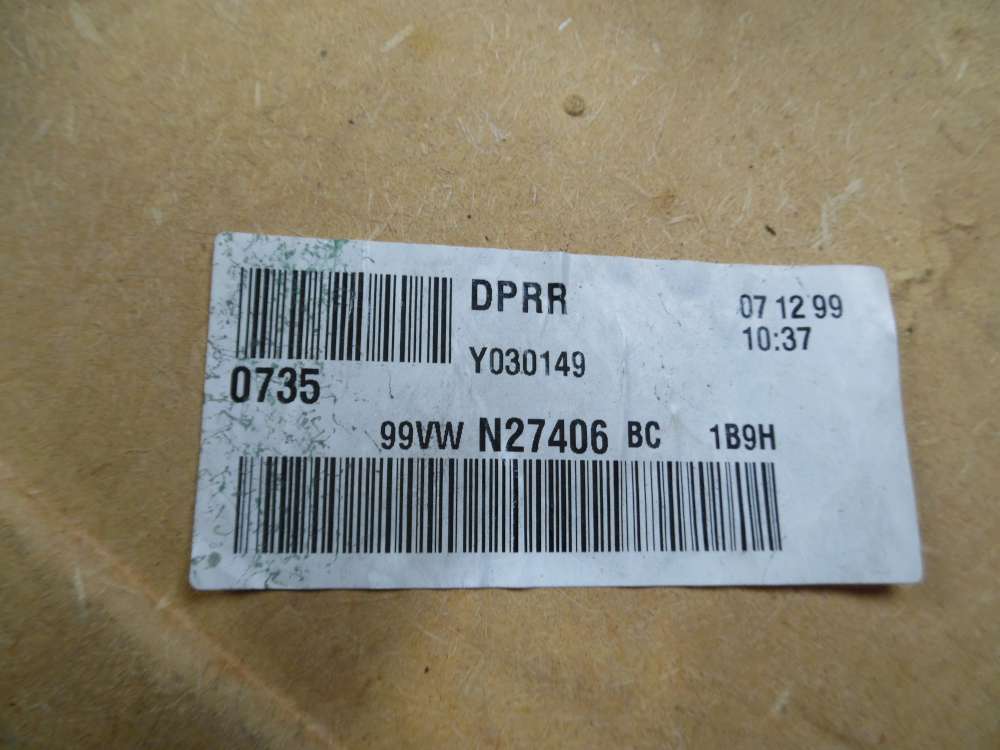 DPRR 07 12 99
10:37
Y030149
0735
99VW N27406 BC 1B9H